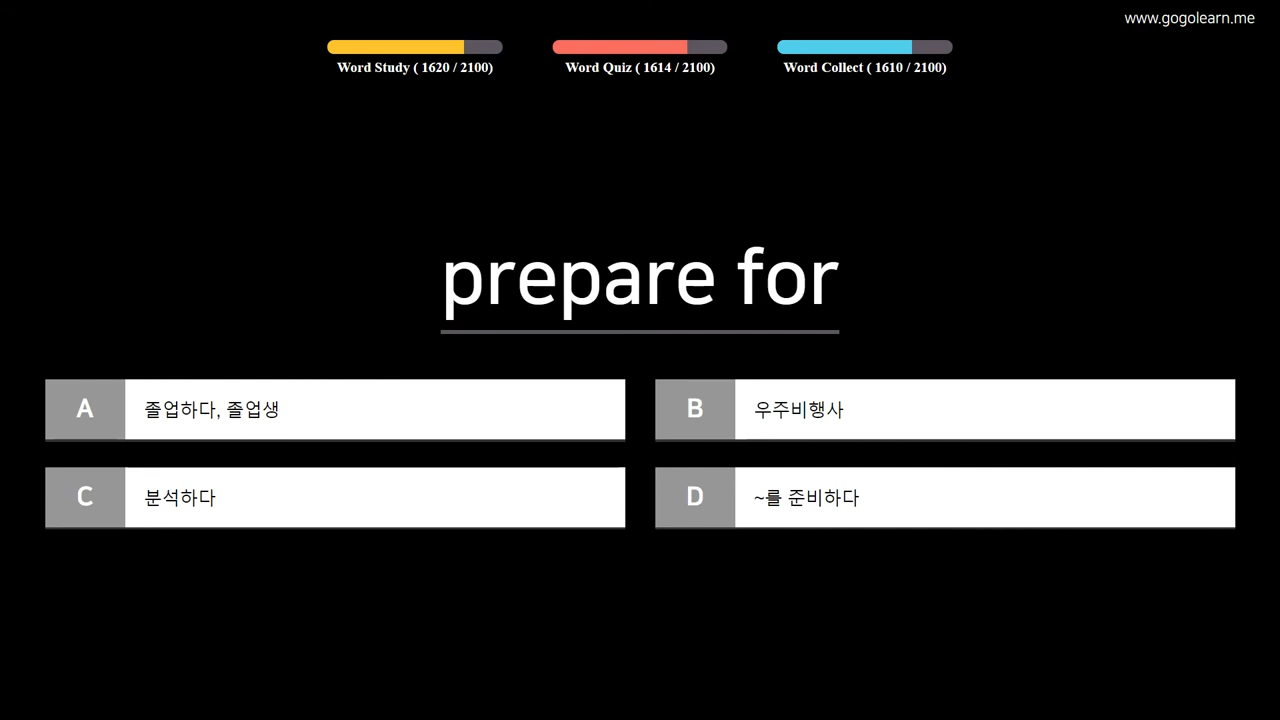 www.gogolearn.me
Word Study ( 1620 / 2100)
Word Quiz ( 1614 / 2100)
Word Collect ( 1610 / 2100)
prepare for
A 졸업하다, 졸업생
B 우주비행사
C 분석하다
D ~를 준비하다